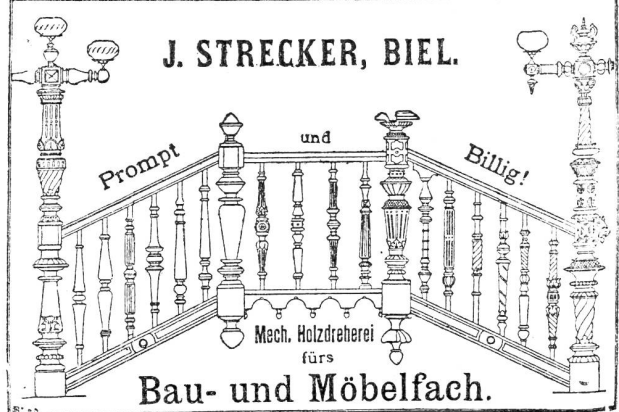 J. STRECKER, BIEL.
Prompt und Billig!
Mech. Holzdreherei
fürs
Bau- und Möbelfach.